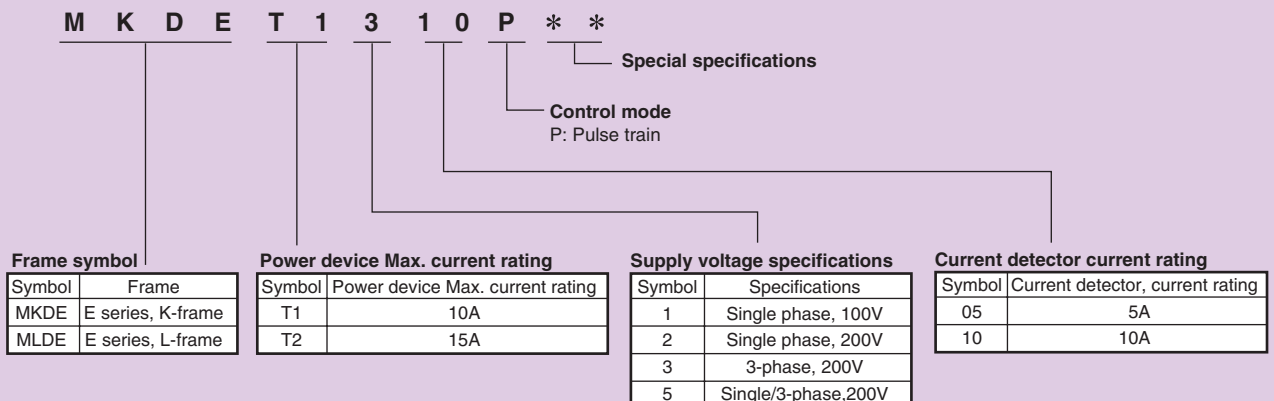 M K D E T 1 3 1 0 P * *
Special specifications
Control mode
P: Pulse train
Frame symbol
Symbol Frame
MKDE E series, K-frame
MLDE E series, L-frame
Power device Max. current rating
Symbol Power device Max. current rating
T1 10A
T2 15A
Supply voltage specifications
Symbol Specifications
1 Single phase, 100V
2 Single phase, 200V
3 3-phase, 200V
5 Single/3-phase,200V
Current detector current rating
Symbol Current detector, current rating
05 5A
10 10A